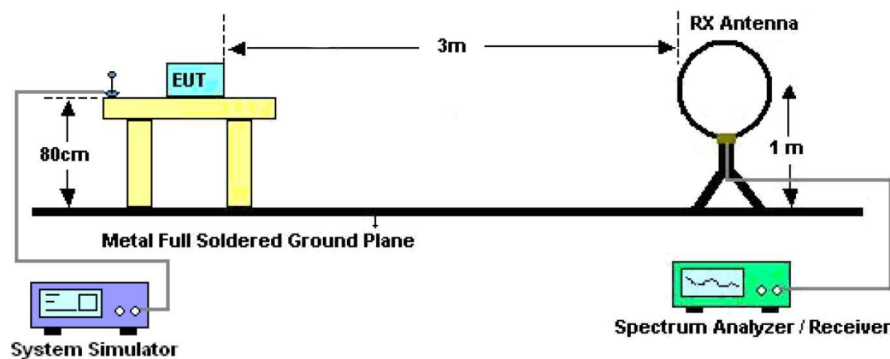 RX Antenna
3m
EUT
80cm
1 m
Metal Full Soldered Ground Plane
System Simulator
Spectrum Analyzer / Receiver